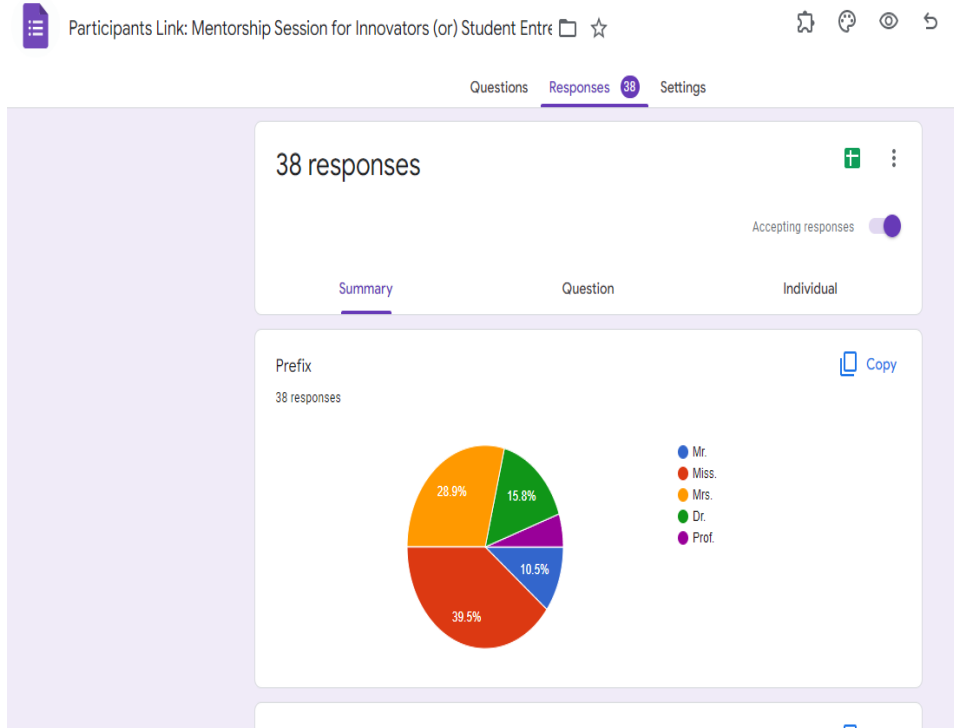 Participants Link: Mentorship Session for Innovators (or) Student Entre
Questions Responses 38 Settings
38 responses
Accepting responses
Summary Question Individual
Prefix
Copy
38 responses
Mr.
Miss.
Mrs.
Dr.
Prof.
28.9%
15.8%
10.5%
39.5%